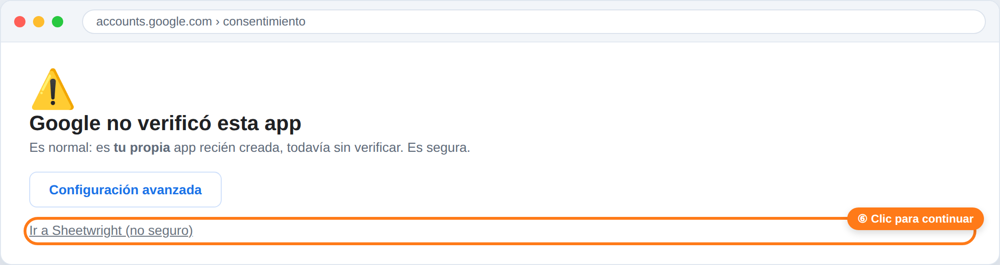 accounts.google.com › consentimiento
Google no verificó esta app
Es normal: es tu propia app recién creada, todavía sin verificar. Es segura.
Configuración avanzada
⑥ Clic para continuar
Ir a Sheetwright (no seguro)